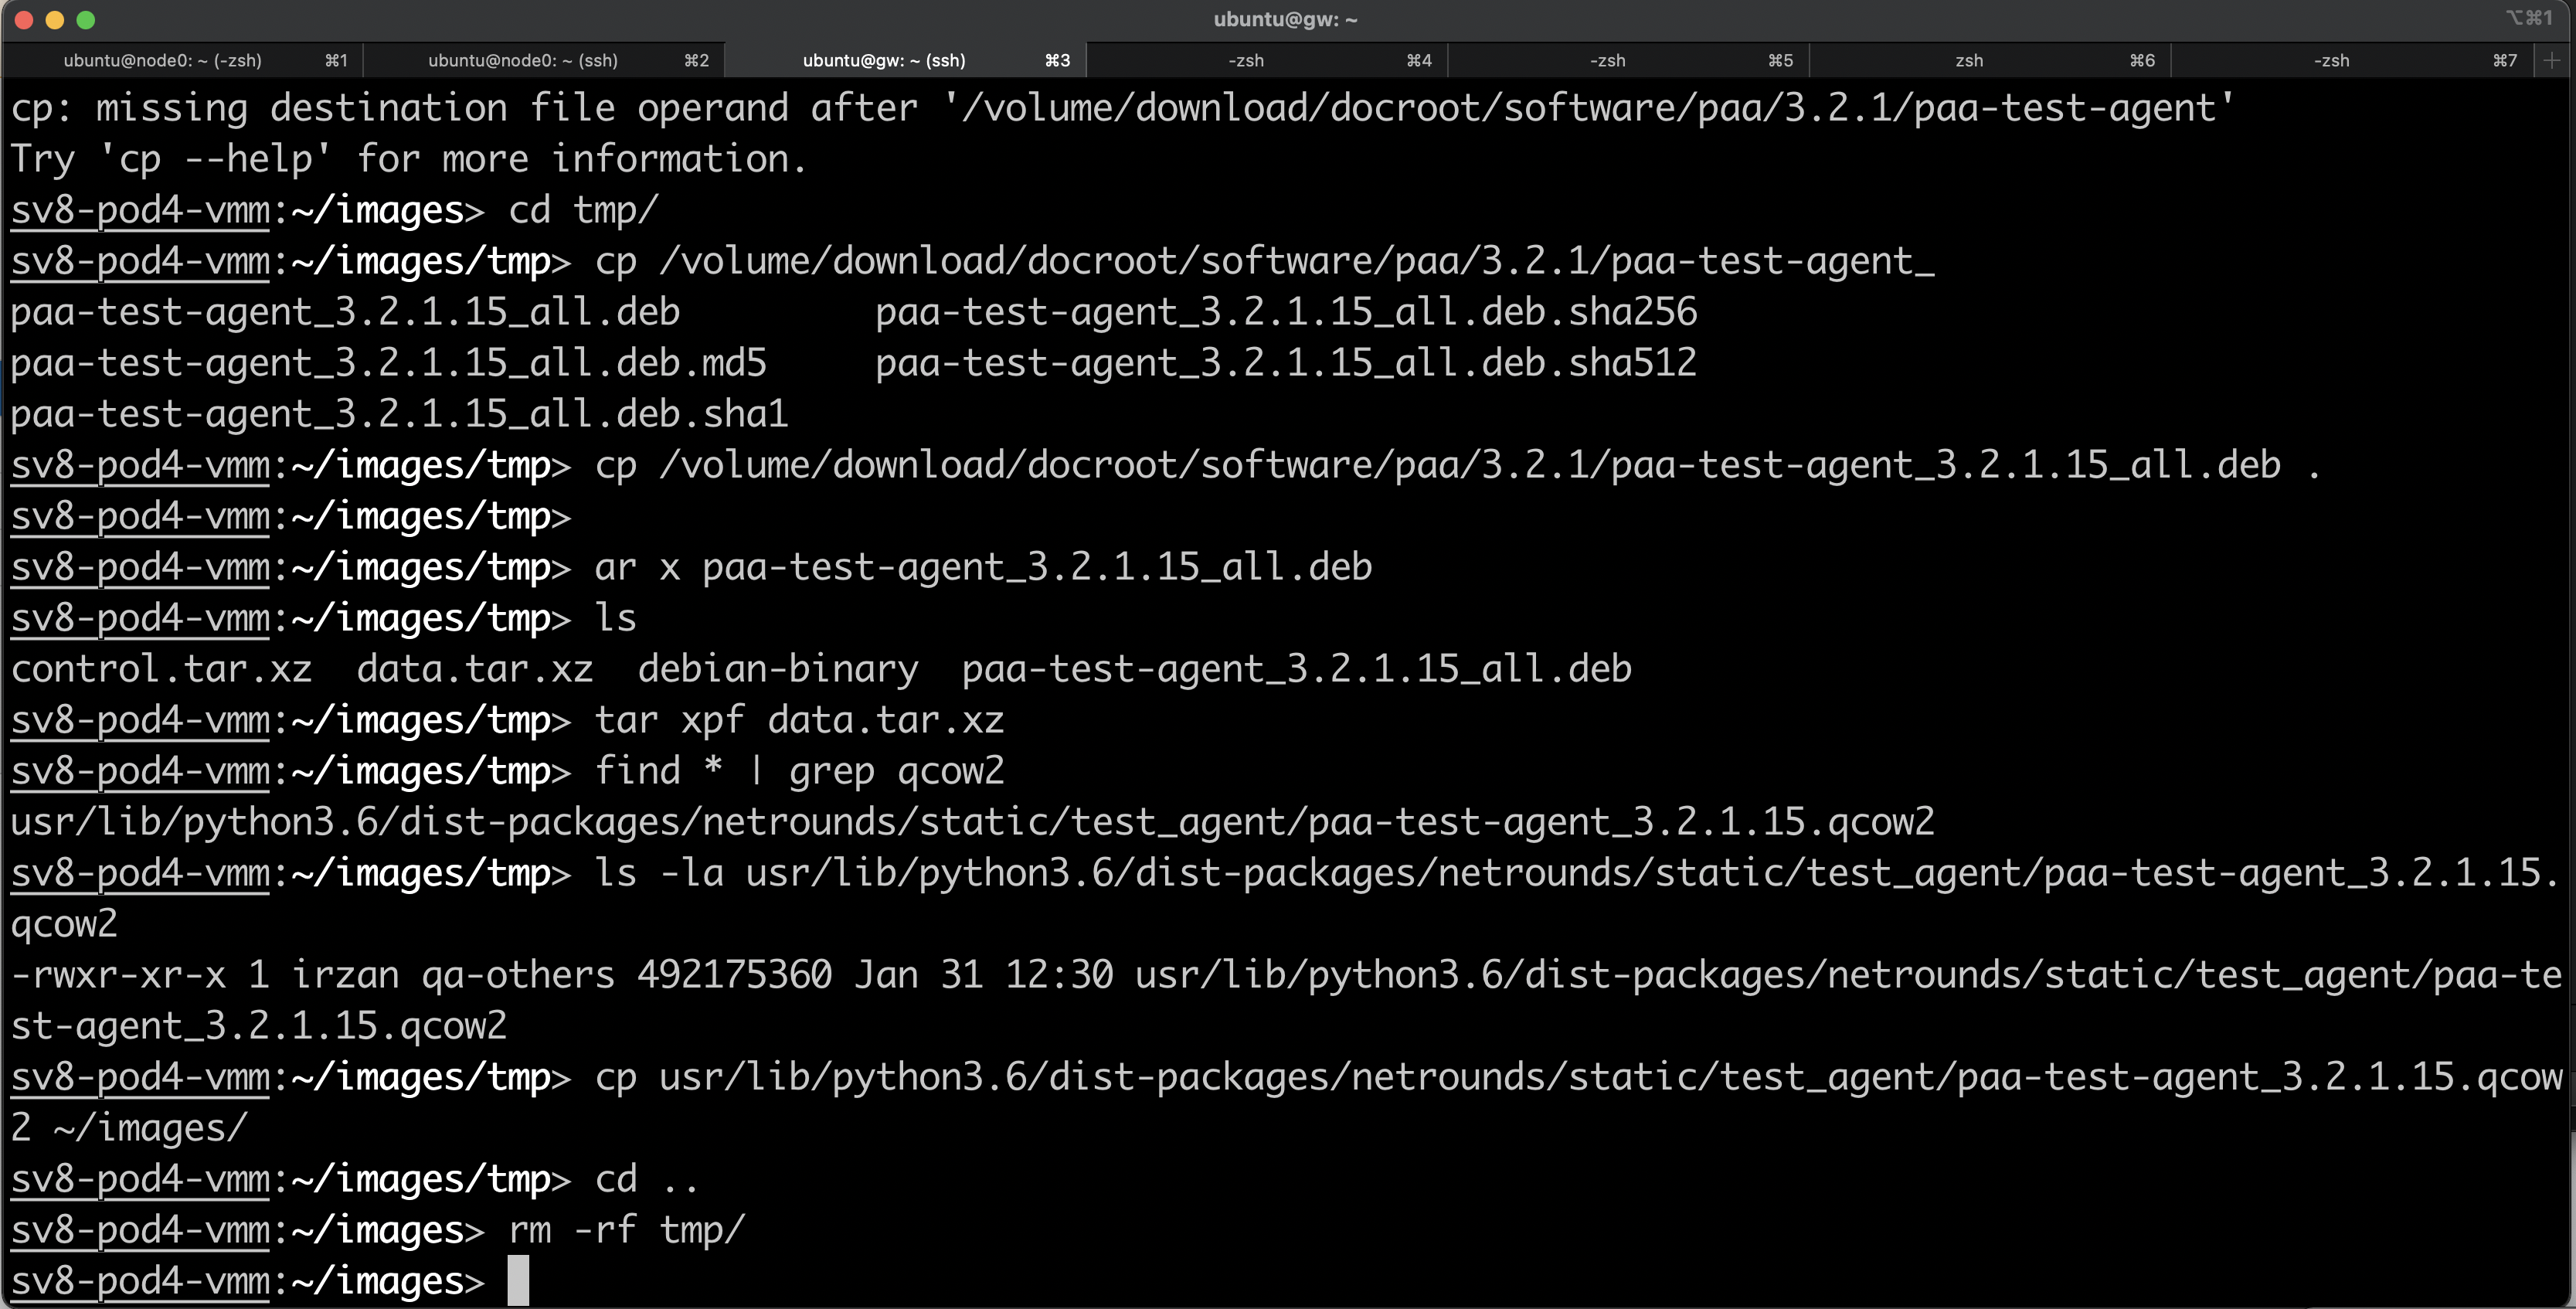 ubuntu@gw: ~
⌥⌘1
ubuntu@node0: ~ (-zsh) ⌘1 ubuntu@node0: ~ (ssh) ⌘2 ubuntu@gw: ~ (ssh) ⌘3 -zsh ⌘4 -zsh ⌘5 zsh ⌘6 -zsh ⌘7 +
cp: missing destination file operand after '/volume/download/docroot/software/paa/3.2.1/paa-test-agent'
Try 'cp --help' for more information.
sv8-pod4-vmm:~/images> cd tmp/
sv8-pod4-vmm:~/images/tmp> cp /volume/download/docroot/software/paa/3.2.1/paa-test-agent_
paa-test-agent_3.2.1.15_all.deb         paa-test-agent_3.2.1.15_all.deb.sha256
paa-test-agent_3.2.1.15_all.deb.md5     paa-test-agent_3.2.1.15_all.deb.sha512
paa-test-agent_3.2.1.15_all.deb.sha1
sv8-pod4-vmm:~/images/tmp> cp /volume/download/docroot/software/paa/3.2.1/paa-test-agent_3.2.1.15_all.deb .
sv8-pod4-vmm:~/images/tmp>
sv8-pod4-vmm:~/images/tmp> ar x paa-test-agent_3.2.1.15_all.deb
sv8-pod4-vmm:~/images/tmp> ls
control.tar.xz  data.tar.xz  debian-binary  paa-test-agent_3.2.1.15_all.deb
sv8-pod4-vmm:~/images/tmp> tar xpf data.tar.xz
sv8-pod4-vmm:~/images/tmp> find * | grep qcow2
usr/lib/python3.6/dist-packages/netrounds/static/test_agent/paa-test-agent_3.2.1.15.qcow2
sv8-pod4-vmm:~/images/tmp> ls -la usr/lib/python3.6/dist-packages/netrounds/static/test_agent/paa-test-agent_3.2.1.15.
qcow2
-rwxr-xr-x 1 irzan qa-others 492175360 Jan 31 12:30 usr/lib/python3.6/dist-packages/netrounds/static/test_agent/paa-te
st-agent_3.2.1.15.qcow2
sv8-pod4-vmm:~/images/tmp> cp usr/lib/python3.6/dist-packages/netrounds/static/test_agent/paa-test-agent_3.2.1.15.qcow
2 ~/images/
sv8-pod4-vmm:~/images/tmp> cd ..
sv8-pod4-vmm:~/images> rm -rf tmp/
sv8-pod4-vmm:~/images>